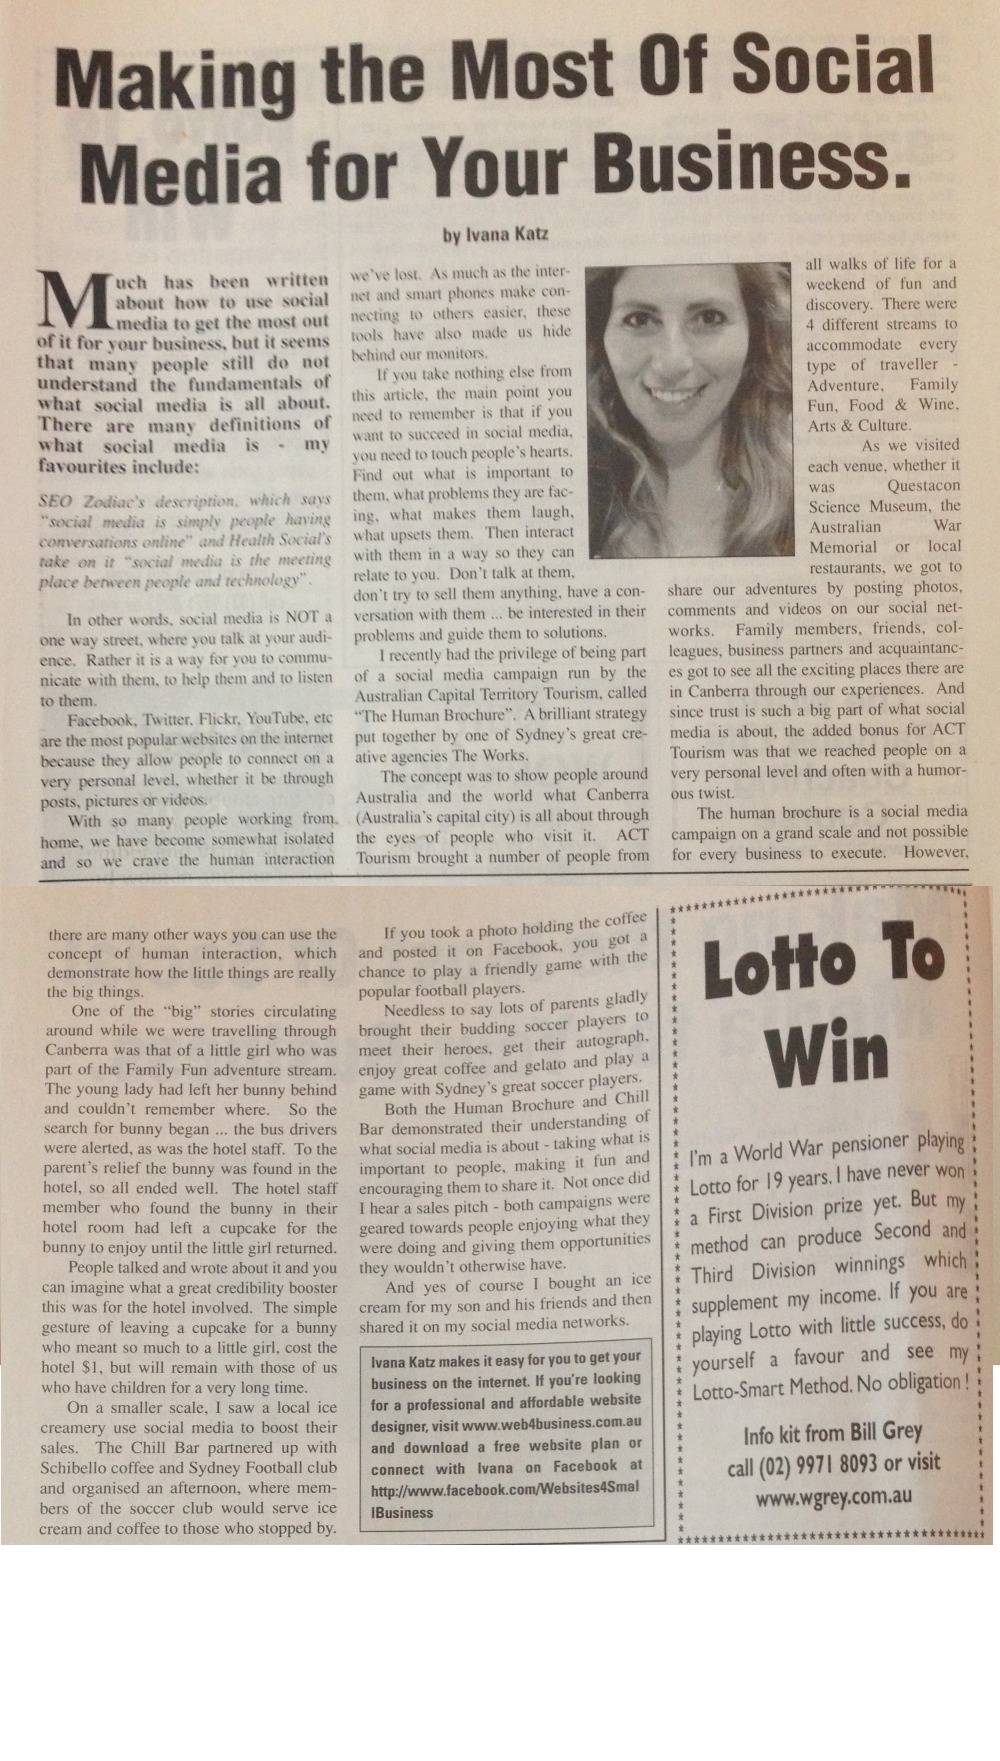 Making the Most Of Social
Media for Your Business.
by Ivana Katz
Much has been written
about how to use social
media to get the most out
of it for your business, but it seems
that many people still do not
understand the fundamentals of
what social media is all about.
There are many definitions of
what social media is - my
favourites include:
SEO Zodiac's description, which says
"social media is simply people having
conversations online" and Health Social's
take on it "social media is the meeting
place between people and technology".
In other words, social media is NOT a
one way street, where you talk at your audi-
ence. Rather it is a way for you to commu-
nicate with them, to help them and to listen
to them.
Facebook, Twitter, Flickr, YouTube, etc
are the most popular websites on the internet
because they allow people to connect on a
very personal level, whether it be through
posts, pictures or videos.
With so many people working from
home, we have become somewhat isolated
and so we crave the human interaction
we've lost. As much as the inter-
net and smart phones make con-
necting to others easier, these
tools have also made us hide
behind our monitors.
If you take nothing else from
this article, the main point you
need to remember is that if you
want to succeed in social media,
you need to touch people's hearts.
Find out what is important to
them, what problems they are fac-
ing, what makes them laugh,
what upsets them. Then interact
with them in a way so they can
relate to you. Don't talk at them,
don't try to sell them anything, have a con-
versation with them ... be interested in their
problems and guide them to solutions.
I recently had the privilege of being part
of a social media campaign run by the
Australian Capital Territory Tourism, called
"The Human Brochure". A brilliant strategy
put together by one of Sydney's great cre-
ative agencies The Works.
The concept was to show people around
Australia and the world what Canberra
(Australia's capital city) is all about through
the eyes of people who visit it. ACT
Tourism brought a number of people from
all walks of life for a
weekend of fun and
discovery. There were
4 different streams to
accommodate every
type of traveller -
Adventure, Family
Fun, Food & Wine,
Arts & Culture.
As we visited
each venue, whether it
was Questacon
Science Museum, the
Australian War
Memorial or local
restaurants, we got to
share our adventures by posting photos,
comments and videos on our social net-
works. Family members, friends, col-
leagues, business partners and acquaintanc-
es got to see all the exciting places there are
in Canberra through our experiences. And
since trust is such a big part of what social
media is about, the added bonus for ACT
Tourism was that we reached people on a
very personal level and often with a humor-
ous twist.
The human brochure is a social media
campaign on a grand scale and not possible
for every business to execute. However,
there are many other ways you can use the
concept of human interaction, which
demonstrate how the little things are really
the big things.
One of the "big" stories circulating
around while we were travelling through
Canberra was that of a little girl who was
part of the Family Fun adventure stream.
The young lady had left her bunny behind
and couldn't remember where. So the
search for bunny began ... the bus drivers
were alerted, as was the hotel staff. To the
parent's relief the bunny was found in the
hotel, so all ended well. The hotel staff
member who found the bunny in their
hotel room had left a cupcake for the
bunny to enjoy until the little girl returned.
People talked and wrote about it and you
can imagine what a great credibility booster
this was for the hotel involved. The simple
gesture of leaving a cupcake for a bunny
who meant so much to a little girl, cost the
hotel $1, but will remain with those of us
who have children for a very long time.
On a smaller scale, I saw a local ice
creamery use social media to boost their
sales. The Chill Bar partnered up with
Schibello coffee and Sydney Football club
and organised an afternoon, where mem-
bers of the soccer club would serve ice
cream and coffee to those who stopped by.
If you took a photo holding the coffee
and posted it on Facebook, you got a
chance to play a friendly game with the
popular football players.
Needless to say lots of parents gladly
brought their budding soccer players to
meet their heroes, get their autograph,
enjoy great coffee and gelato and play a
game with Sydney's great soccer players.
Both the Human Brochure and Chill
Bar demonstrated their understanding of
what social media is about - taking what is
important to people, making it fun and
encouraging them to share it. Not once did
I hear a sales pitch - both campaigns were
geared towards people enjoying what they
were doing and giving them opportunities
they wouldn't otherwise have.
And yes of course I bought an ice
cream for my son and his friends and then
shared it on my social media networks.
Ivana Katz makes it easy for you to get your
business on the internet. If you're looking
for a professional and affordable website
designer, visit www.web4business.com.au
and download a free website plan or
connect with Ivana on Facebook at
http://www.facebook.com/Websites4Smal
lBusiness
Lotto To
Win
I'm a World War pensioner playing
Lotto for 19 years. I have never won
a First Division prize yet. But my
method can produce Second and
Third Division winnings which
supplement my income. If you are
playing Lotto with little success, do
yourself a favour and see my
Lotto-Smart Method. No obligation !
Info kit from Bill Grey
call (02) 9971 8093 or visit
www.wgrey.com.au